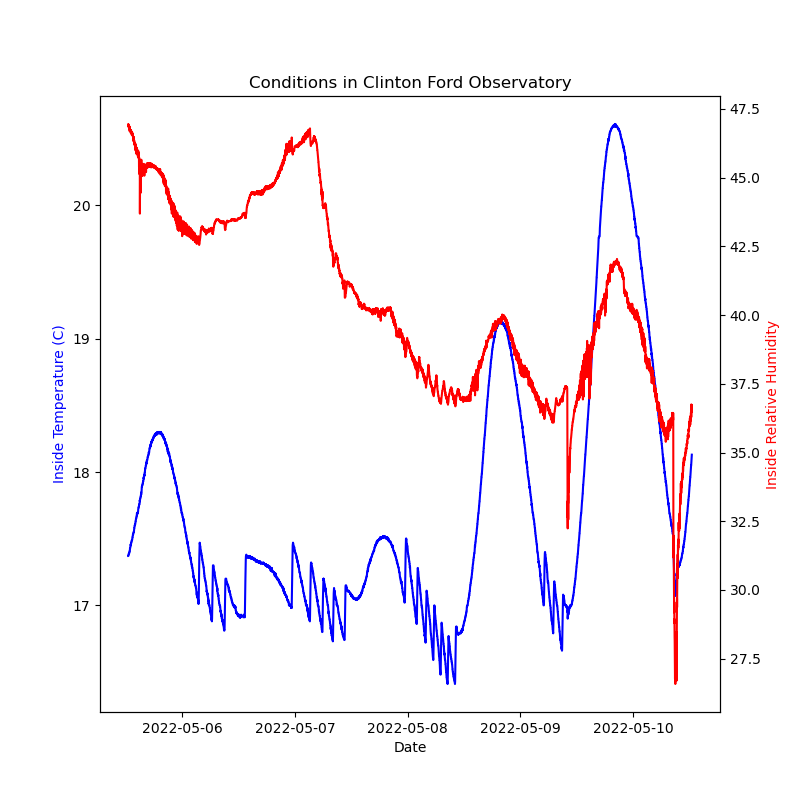 Conditions in Clinton Ford Observatory
Inside Temperature (C)
20
19
18
17
47.5
45.0
42.5
40.0
37.5
35.0
32.5
30.0
27.5
Inside Relative Humidity
2022-05-06 2022-05-07 2022-05-08 2022-05-09 2022-05-10
Date